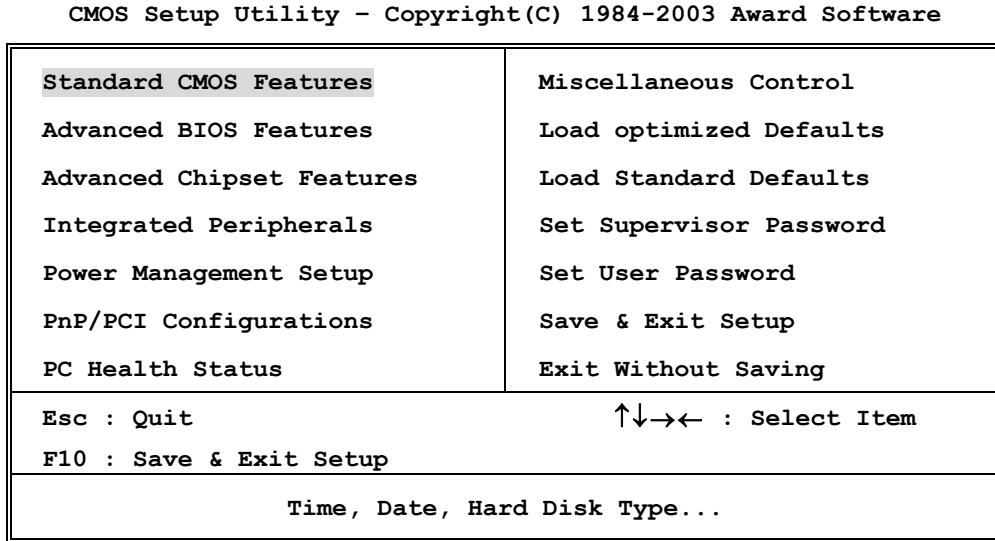 CMOS Setup Utility – Copyright(C) 1984-2003 Award Software
Standard CMOS Features
Advanced BIOS Features
Advanced Chipset Features
Integrated Peripherals
Power Management Setup
PnP/PCI Configurations
PC Health Status
Miscellaneous Control
Load optimized Defaults
Load Standard Defaults
Set Supervisor Password
Set User Password
Save & Exit Setup
Exit Without Saving
Esc : Quit
↑↓→← : Select Item
F10 : Save & Exit Setup
Time, Date, Hard Disk Type...